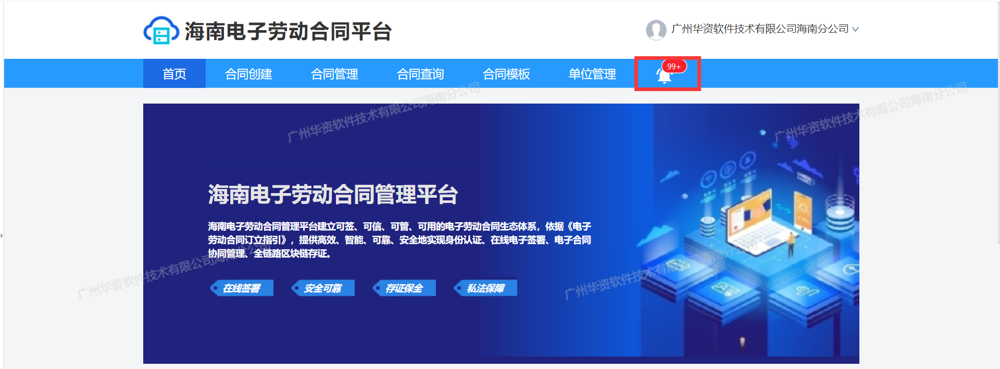 海南电子劳动合同平台
广州华资软件技术有限公司海南分公司
首页
合同创建
合同管理
合同查询
合同模板
单位管理
99+
广州华资软件技术有限公司海南分公司
广州华资软件技术有限公司海南分公司
海南电子劳动合同管理平台
海南电子劳动合同管理平台建立可签、可信、可管、可用的电子劳动合同生态体系，依据《电子
劳动合同订立指引》，提供高效、智能、可靠、安全地实现身份认证、在线电子签署、电子合同
协同管理、全链路区块链存证。
广州华资软件技术有限公司海南分公司
广州华资软件技术有限公司海南分公司
在线签署
安全可靠
存证保全
私法保障